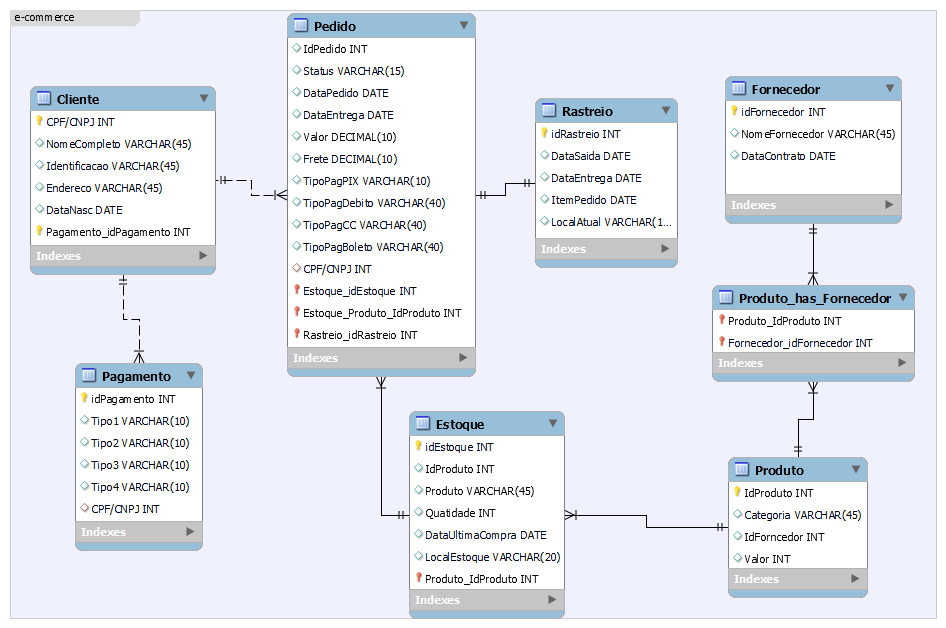 e-commerce
Pedido
IdPedido INT
Status VARCHAR(15)
DataPedido DATE
DataEntrega DATE
Valor DECIMAL(10)
Frete DECIMAL(10)
TipoPagPIX VARCHAR(10)
TipoPagDebito VARCHAR(40)
TipoPagCC VARCHAR(40)
TipoPagBoleto VARCHAR(40)
CPF/CNPJ INT
Estoque_idEstoque INT
Estoque_Produto_IdProduto INT
Rastreio_idRastreio INT
Indexes
Cliente
CPF/CNPJ INT
NomeCompleto VARCHAR(45)
Identificacao VARCHAR(45)
Endereco VARCHAR(45)
DataNasc DATE
Pagamento_idPagamento INT
Indexes
Rastreio
idRastreio INT
DataSaida DATE
DataEntrega DATE
ItemPedido DATE
LocalAtual VARCHAR(1...
Indexes
Fornecedor
idFornecedor INT
NomeFornecedor VARCHAR(45)
DataContrato DATE
Indexes
Produto_has_Fornecedor
Produto_IdProduto INT
Fornecedor_idFornecedor INT
Indexes
Pagamento
idPagamento INT
Tipo1 VARCHAR(10)
Tipo2 VARCHAR(10)
Tipo3 VARCHAR(10)
Tipo4 VARCHAR(10)
CPF/CNPJ INT
Indexes
Estoque
idEstoque INT
IdProduto INT
Produto VARCHAR(45)
Quatidade INT
DataUltimaCompra DATE
LocalEstoque VARCHAR(20)
Produto_IdProduto INT
Indexes
Produto
IdProduto INT
Categoria VARCHAR(45)
IdForncedor INT
Valor INT
Indexes